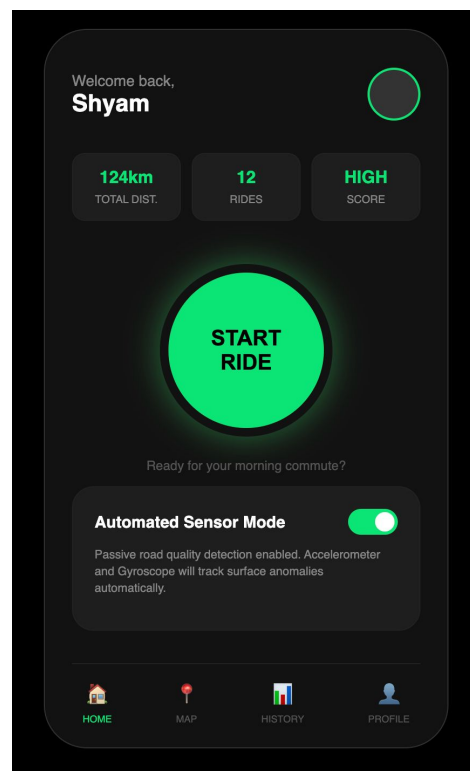 Welcome back,
Shyam
124km
TOTAL DIST.
12
RIDES
HIGH
SCORE
START
RIDE
Ready for your morning commute?
Automated Sensor Mode
Passive road quality detection enabled. Accelerometer
and Gyroscope will track surface anomalies
automatically.
HOME
MAP
HISTORY
PROFILE